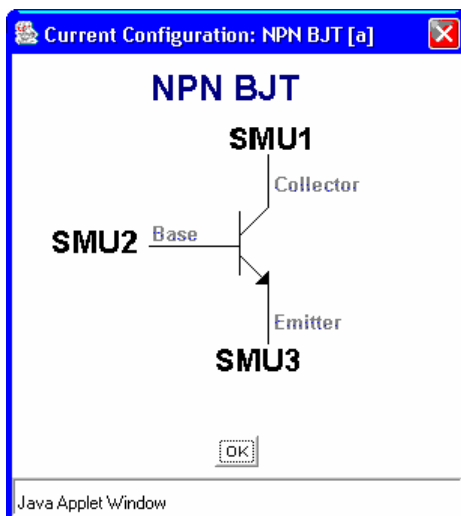 Current Configuration: NPN BJT [a]
NPN BJT
SMU1
Collector
SMU2 Base
Emitter
SMU3
OK
Java Applet Window